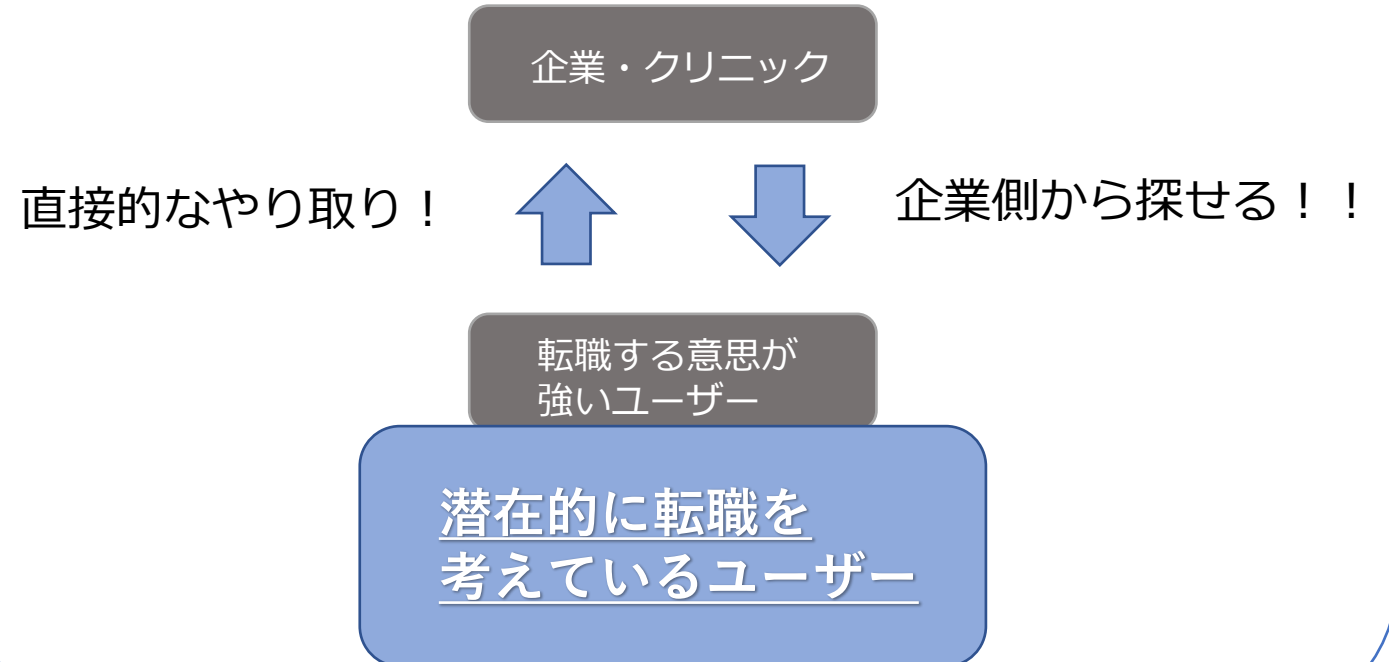 企業・クリニック
直接的なやり取り！
企業側から探せる！！
転職する意思が
強いユーザー
潜在的に転職を
考えているユーザー